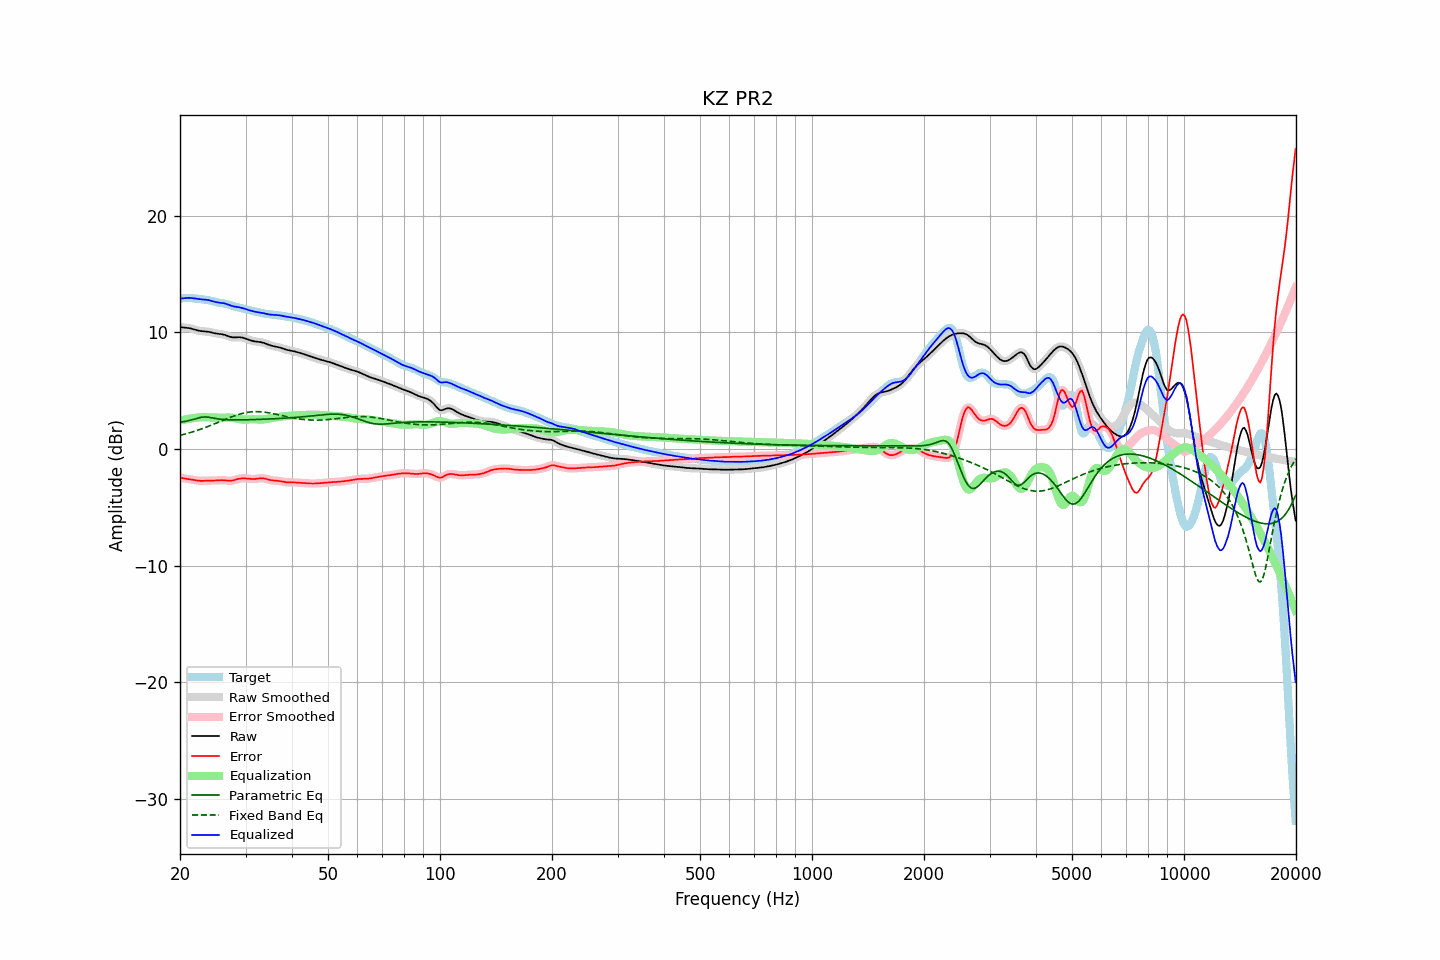 KZ PR2
Amplitude (dBr)
20
10
0
−10
−20
−30
Target
Raw Smoothed
Error Smoothed
Raw
Error
Equalization
Parametric Eq
Fixed Band Eq
Equalized
20 50 100 200 500 1000 2000 5000 10000 20000
Frequency (Hz)